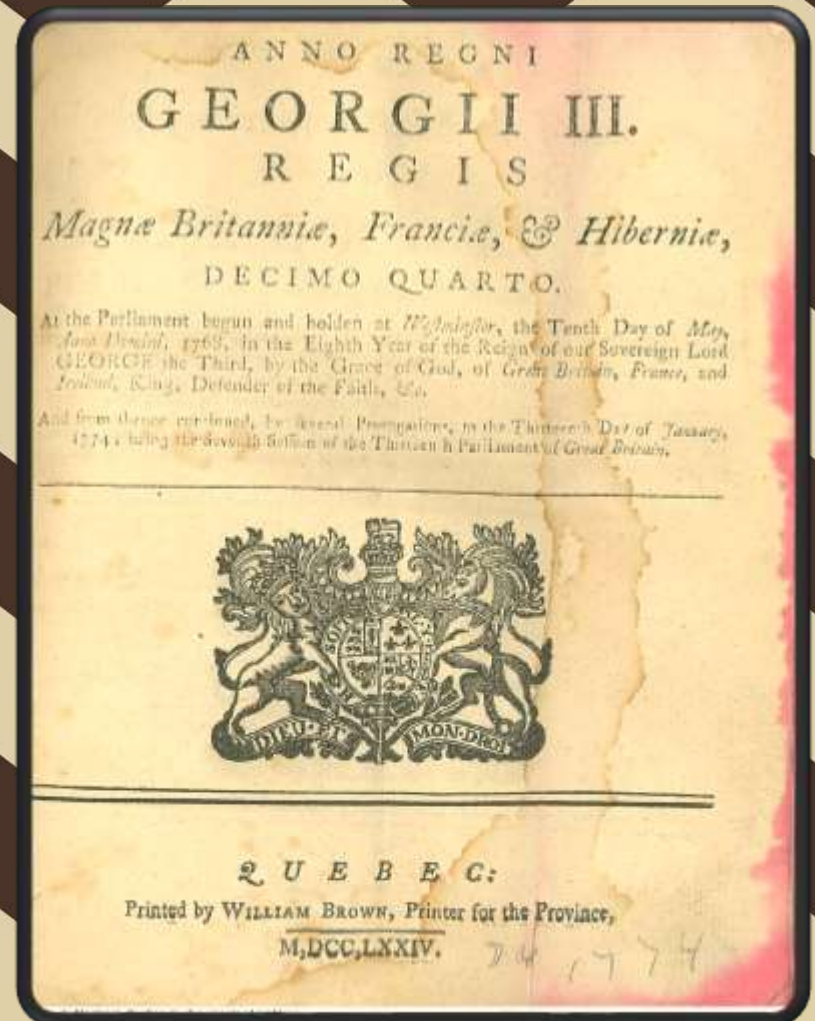 ANNO REGNI
GEORGII III.
REGIS
Magnæ Britanniæ, Franciæ, & Hiberniæ,
DECIMO QUARTO.
At the Parliament begun and holden at Westminster, the Tenth Day of May,
Anno Domini, 1768, in the Eighth Year of the Reign of our Sovereign Lord
GEORGE the Third, by the Grace of God, of Great Britain, France, and
Ireland, King, Defender of the Faith, &c.
And from thence continued, by several Prorogations, to the Thirteenth Day of January,
1774, being the Seventh Session of the Thirteenth Parliament of Great Britain.
DIEU·ET MON·DROIT
QUEBEC:
Printed by WILLIAM BROWN, Printer for the Province,
M,DCC,LXXIV.
1774